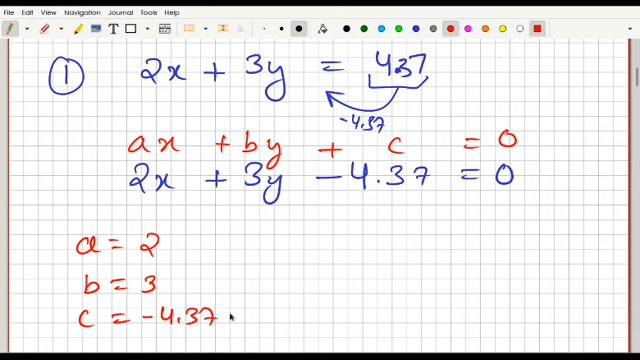 File Edit View Journal Tools Help
① 2x + 3y = 4.37
-4.37
ax + by + c = 0
2x + 3y - 4.37 = 0
a = 2
b = 3
c = -4.37